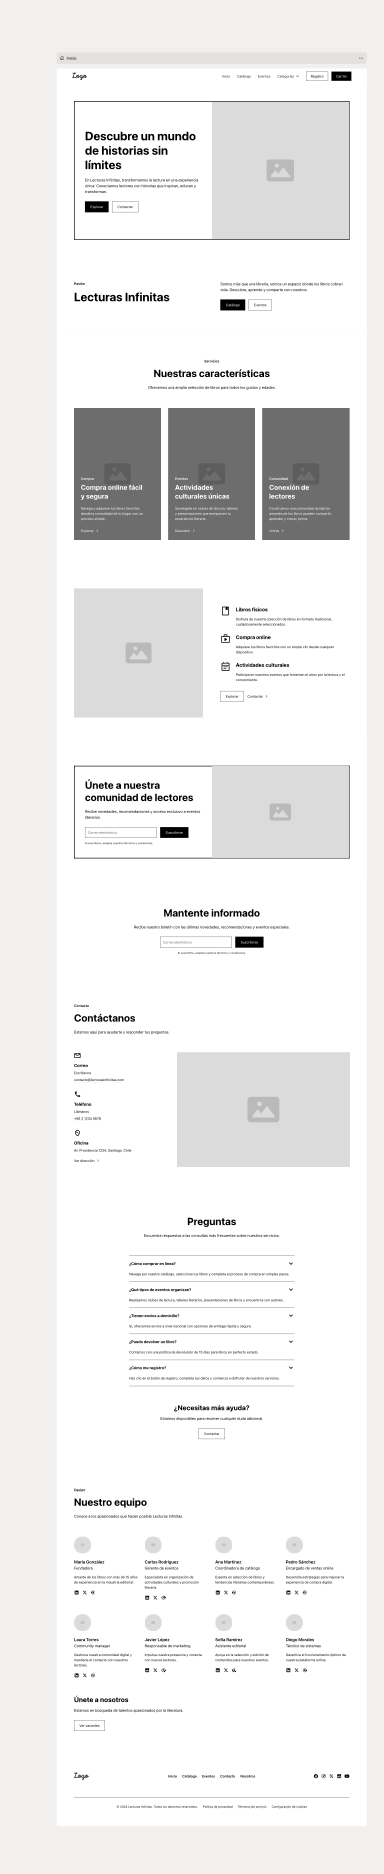 Inicio
Logo
Inicio Catálogo Eventos Categorías
Registro
Carrito
Descubre un mundo
de historias sin
límites
En Lecturas Infinitas, transformamos la lectura en una experiencia
única. Conectamos lectores con historias que inspiran, educan y
transforman.
Explorar
Contactar
Pasión
Lecturas Infinitas
Somos más que una librería, somos un espacio donde los libros cobran
vida. Descubre, aprende y comparte con nosotros.
Catálogo
Eventos
Servicios
Nuestras características
Ofrecemos una amplia selección de libros para todos los gustos y edades.
Compra
Compra online fácil
y segura
Navega y adquiere tus libros favoritos
desde la comodidad de tu hogar con un
proceso simple.
Explorar
Eventos
Actividades
culturales únicas
Sumérgete en clubes de lectura, talleres
y presentaciones que enriquecen tu
experiencia literaria.
Descubrir
Comunidad
Conexión de
lectores
Construimos una comunidad donde los
amantes de los libros pueden compartir,
aprender y crecer juntos.
Unirse
Libros físicos
Disfruta de nuestra colección de libros en formato tradicional,
cuidadosamente seleccionados.
Compra online
Adquiere tus libros favoritos con un simple clic desde cualquier
dispositivo.
Actividades culturales
Participa en nuestros eventos que fomentan el amor por la lectura y el
conocimiento.
Explorar
Contactar
Únete a nuestra
comunidad de lectores
Recibe novedades, recomendaciones y acceso exclusivo a eventos
literarios.
Correo electrónico
Suscribirse
Al suscribirte, aceptas nuestros términos y condiciones.
Mantente informado
Recibe nuestro boletín con las últimas novedades, recomendaciones y eventos especiales.
Correo electrónico
Suscribirse
Al suscribirte, aceptas nuestros términos y condiciones.
Contacto
Contáctanos
Estamos aquí para ayudarte y responder tus preguntas.
Correo
Escríbenos
contacto@lecturasinfinitas.com
Teléfono
Llámanos
+56 2 1234 5678
Oficina
Av. Providencia 1234, Santiago, Chile
Ver dirección
Preguntas
Encuentra respuestas a las consultas más frecuentes sobre nuestros servicios.
¿Cómo comprar en línea?
Navega por nuestro catálogo, selecciona tus libros y completa el proceso de compra en simples pasos.
¿Qué tipos de eventos organizan?
Realizamos clubes de lectura, talleres literarios, presentaciones de libros y encuentros con autores.
¿Tienen envíos a domicilio?
Sí, ofrecemos envíos a nivel nacional con opciones de entrega rápida y segura.
¿Puedo devolver un libro?
Contamos con una política de devolución de 15 días para libros en perfecto estado.
¿Cómo me registro?
Haz clic en el botón de registro, completa tus datos y comienza a disfrutar de nuestros servicios.
¿Necesitas más ayuda?
Estamos disponibles para resolver cualquier duda adicional.
Contactar
Equipo
Nuestro equipo
Conoce a los apasionados que hacen posible Lecturas Infinitas.
María González
Fundadora
Amante de los libros con más de 15 años
de experiencia en la industria editorial.
Carlos Rodríguez
Gerente de eventos
Especialista en organización de
actividades culturales y promoción
literaria.
Ana Martínez
Coordinadora de catálogo
Experta en selección de libros y
tendencias literarias contemporáneas.
Pedro Sánchez
Encargado de ventas online
Desarrolla estrategias para mejorar la
experiencia de compra digital.
Laura Torres
Community manager
Gestiona nuestra comunidad digital y
mantiene el contacto con nuestros
lectores.
Javier López
Responsable de marketing
Impulsa nuestra presencia y conecta
con nuevos lectores.
Sofía Ramírez
Asistente editorial
Apoya en la selección y edición de
contenidos para nuestros eventos.
Diego Morales
Técnico de sistemas
Garantiza el funcionamiento óptimo de
nuestra plataforma online.
Únete a nosotros
Estamos en búsqueda de talentos apasionados por la literatura.
Ver vacantes
Logo
Inicio Catálogo Eventos Contacto Nosotros
© 2024 Lecturas Infinitas. Todos los derechos reservados. Política de privacidad Términos de servicio Configuración de cookies